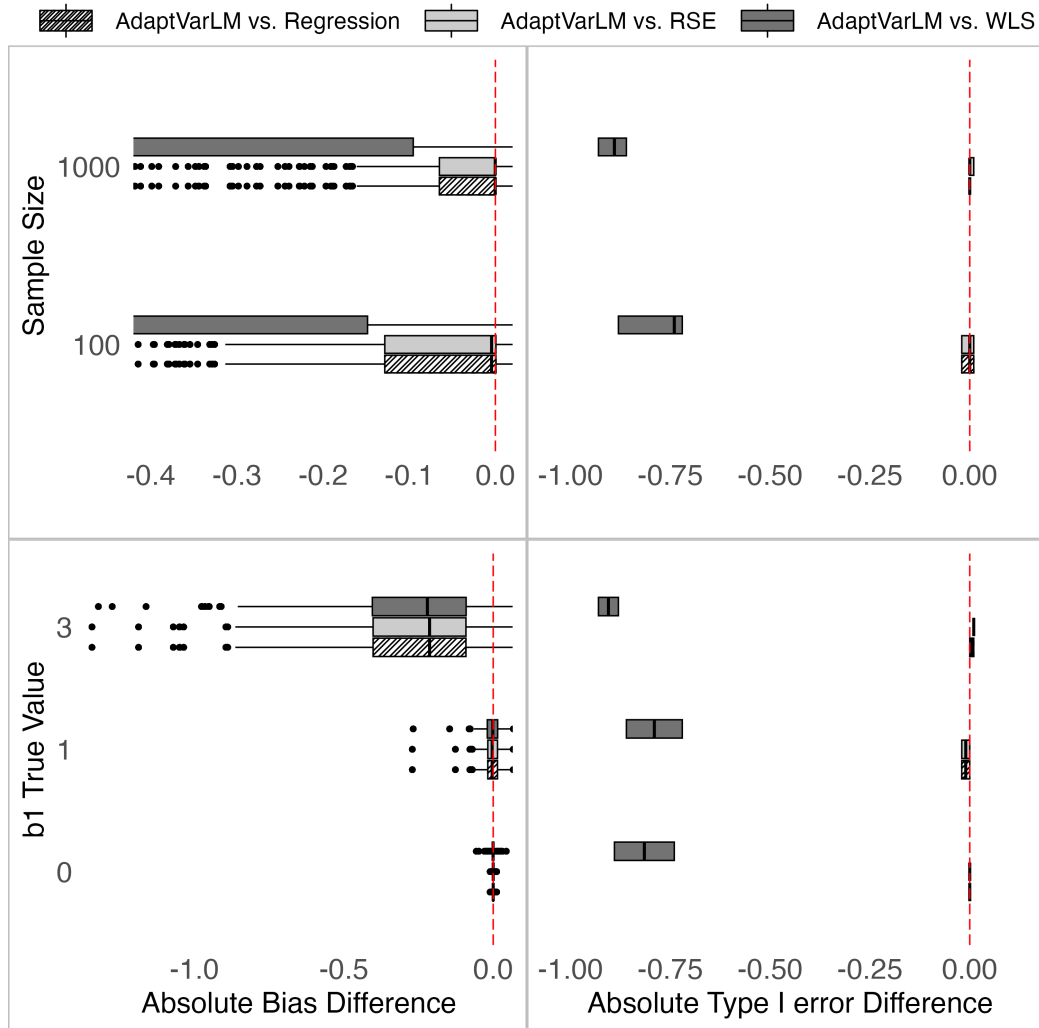 AdaptVarLM vs. Regression AdaptVarLM vs. RSE AdaptVarLM vs. WLS
Sample Size
1000
100
-0.4 -0.3 -0.2 -0.1 0.0 -1.00 -0.75 -0.50 -0.25 0.00
b1 True Value
3
1
0
-1.0 -0.5 0.0 -1.00 -0.75 -0.50 -0.25 0.00
Absolute Bias Difference Absolute Type I error Difference